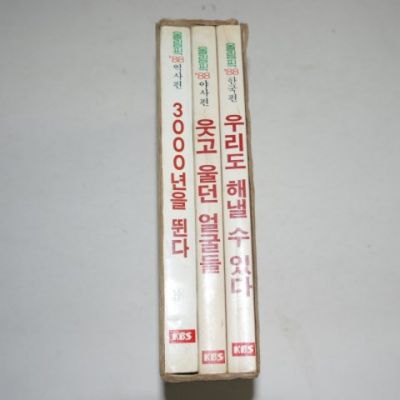 올림픽 '88 역사편
3000년을 뛴다
KBS
올림픽 '88 야사편
웃고 울던 얼굴들
KBS
올림픽 '88 한국편
우리도 해낼 수 있다
KBS